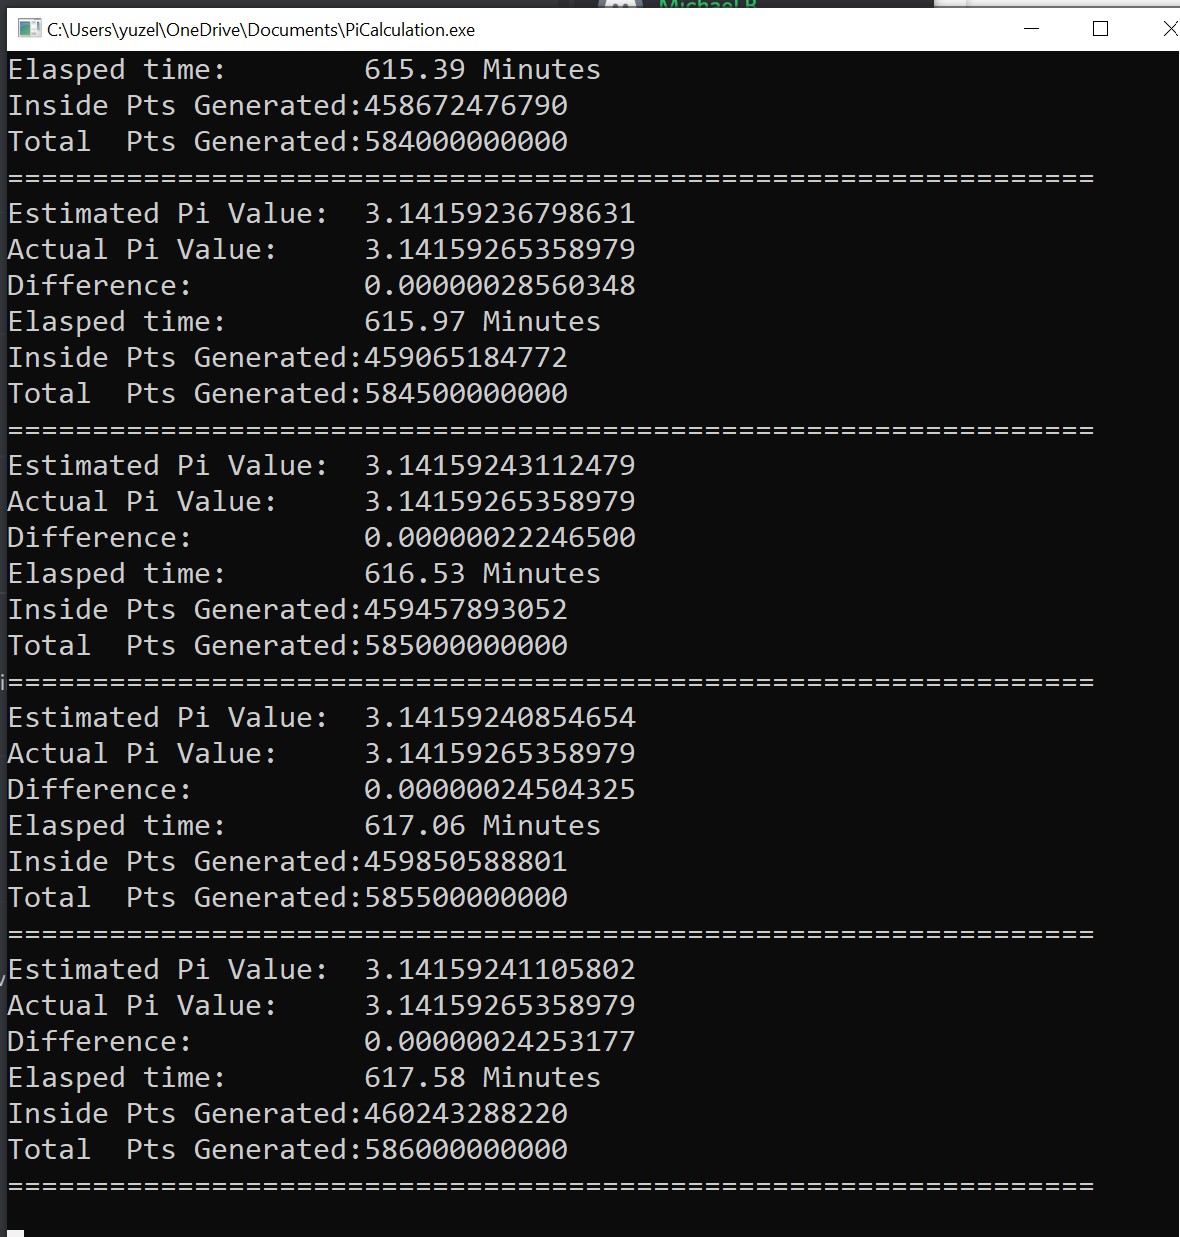 Michael B
C:\Users\yuzel\OneDrive\Documents\PiCalculation.exe
Elasped time: 615.39 Minutes
Inside Pts Generated:458672476790
Total  Pts Generated:584000000000
================================================================
Estimated Pi Value:  3.14159236798631
Actual Pi Value:     3.14159265358979
Difference:          0.00000028560348
Elasped time:        615.97 Minutes
Inside Pts Generated:459065184772
Total  Pts Generated:584500000000
================================================================
Estimated Pi Value:  3.14159243112479
Actual Pi Value:     3.14159265358979
Difference:          0.00000022246500
Elasped time:        616.53 Minutes
Inside Pts Generated:459457893052
Total  Pts Generated:585000000000
================================================================
Estimated Pi Value:  3.14159240854654
Actual Pi Value:     3.14159265358979
Difference:          0.00000024504325
Elasped time:        617.06 Minutes
Inside Pts Generated:459850588801
Total  Pts Generated:585500000000
================================================================
Estimated Pi Value:  3.14159241105802
Actual Pi Value:     3.14159265358979
Difference:          0.00000024253177
Elasped time:        617.58 Minutes
Inside Pts Generated:460243288220
Total  Pts Generated:586000000000
================================================================